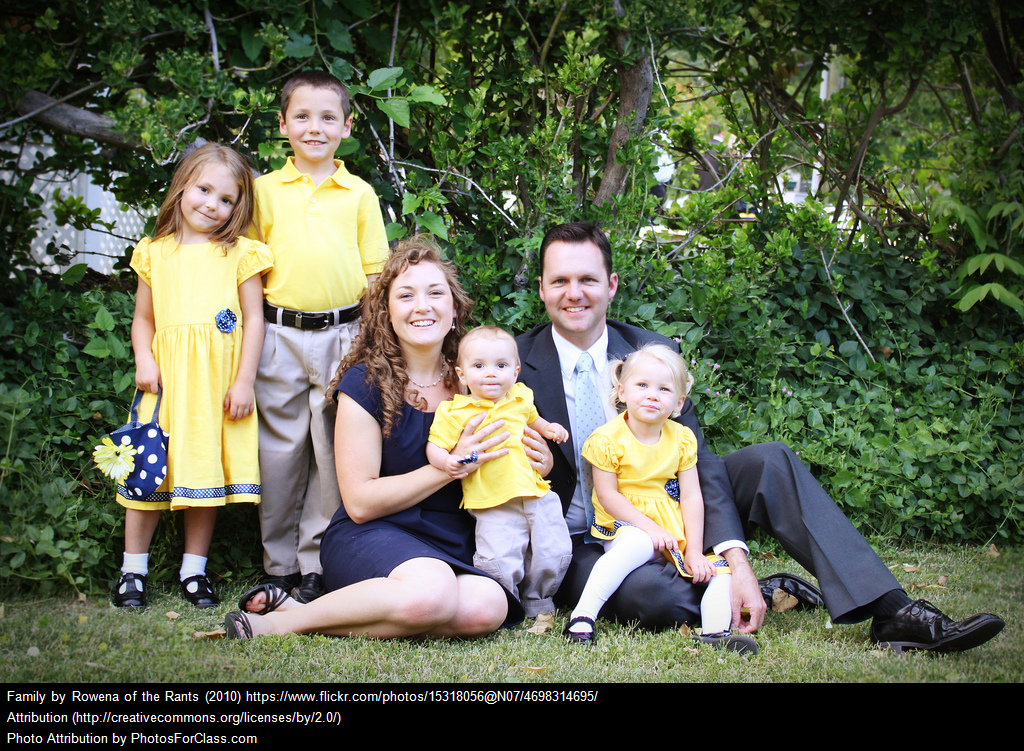 Family by Rowena of the Rants (2010) https://www.flickr.com/photos/15318056@N07/4698314695/
Attribution (http://creativecommons.org/licenses/by/2.0/)
Photo Attribution by PhotosForClass.com